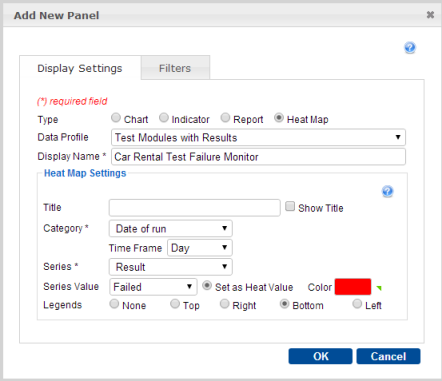 Add New Panel
Display Settings Filters
(*) required field
Type Chart Indicator Report Heat Map
Data Profile Test Modules with Results
Display Name * Car Rental Test Failure Monitor
Heat Map Settings
Title Show Title
Category * Date of run
Time Frame Day
Series * Result
Series Value Failed Set as Heat Value Color
Legends None Top Right Bottom Left
OK Cancel